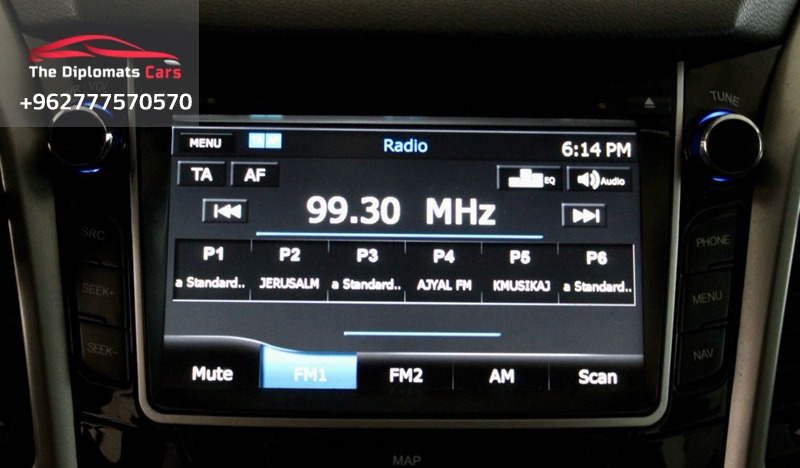 The Diplomats Cars
+962777570570
TUNE
MENU TA AF Radio 6:14 PM
TA AF EQ Audio
99.30 MHz
P1 P2 P3 P4 P5 P6
a Standard.. JERUSALM a Standard.. AJYAL FM KMUSIKAJ a Standard..
Mute FM1 FM2 AM Scan
SRC
SEEK+
SEEK-
PHONE
MENU
NAV
MAP